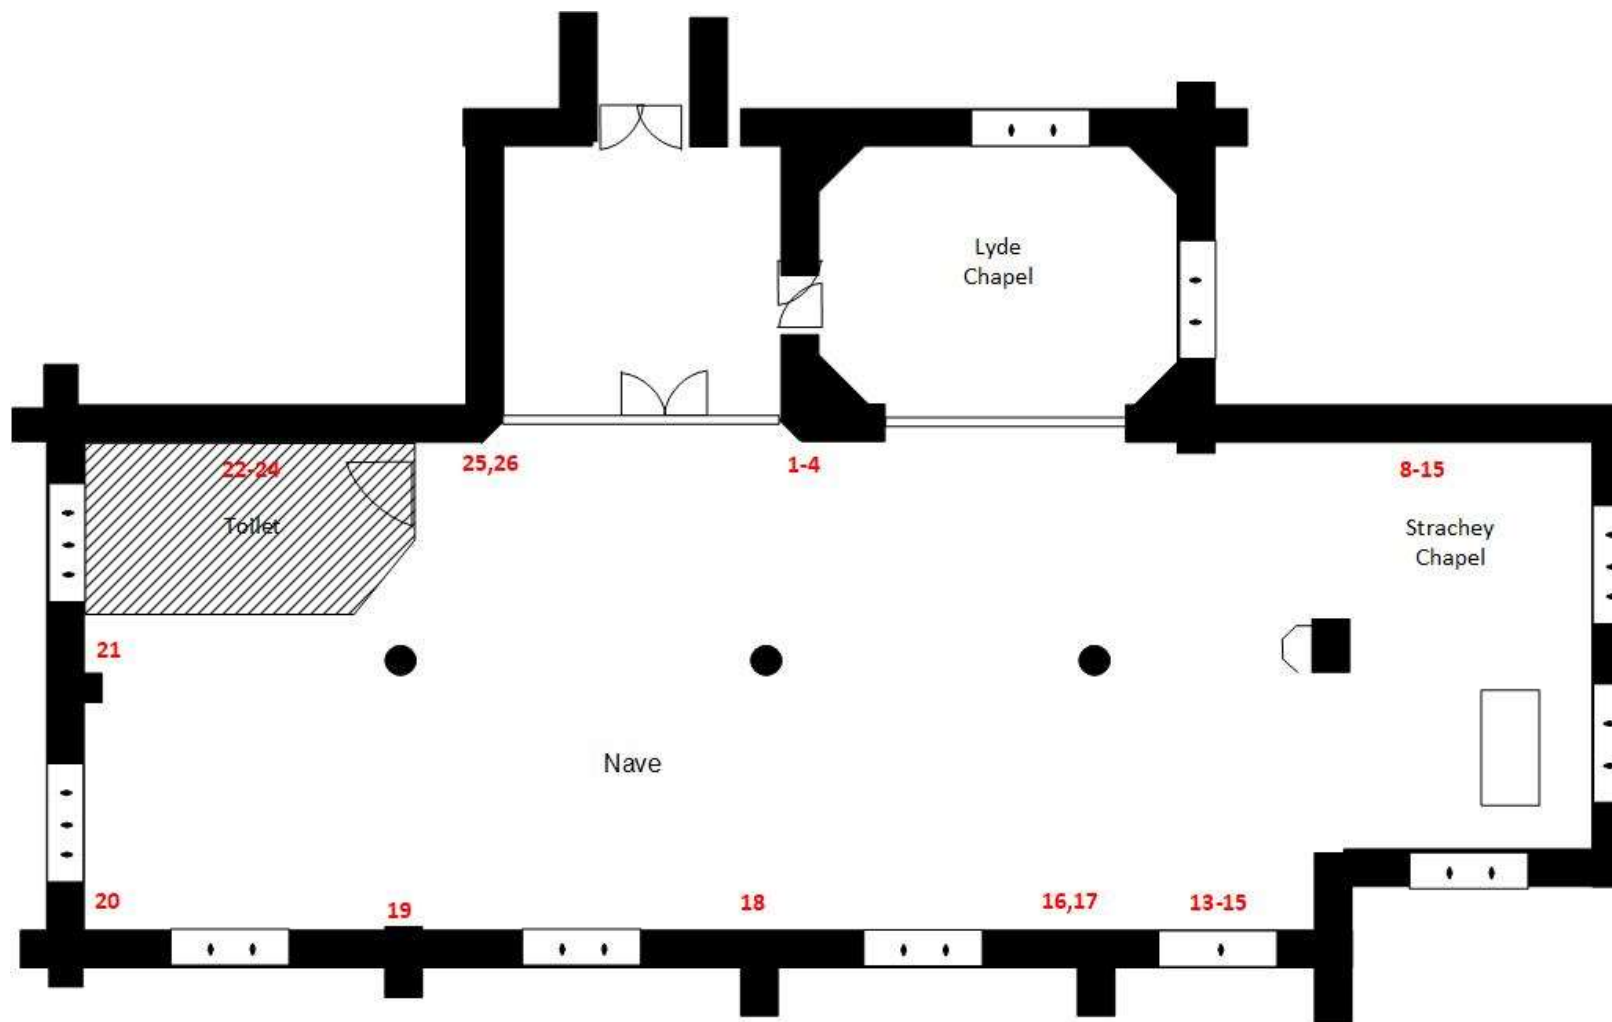 Lyde
Chapel
22-24
25,26
1-4
8-15
Toilet
Strachey
Chapel
21
Nave
20
19
18
16,17
13-15